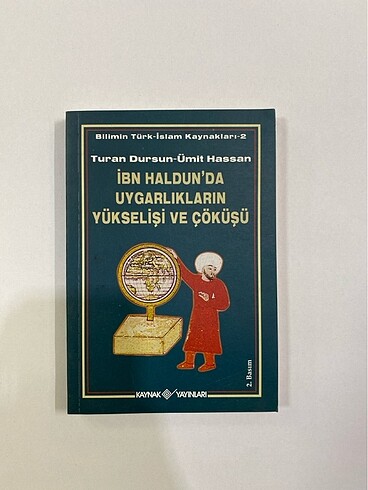 Bilimin Türk-İslam Kaynakları-2
Turan Dursun-Ümit Hassan
İBN HALDUN'DA
UYGARLIKLARIN
YÜKSELİŞİ VE ÇÖKÜŞÜ
2. Basım
KAYNAK YAYINLARI